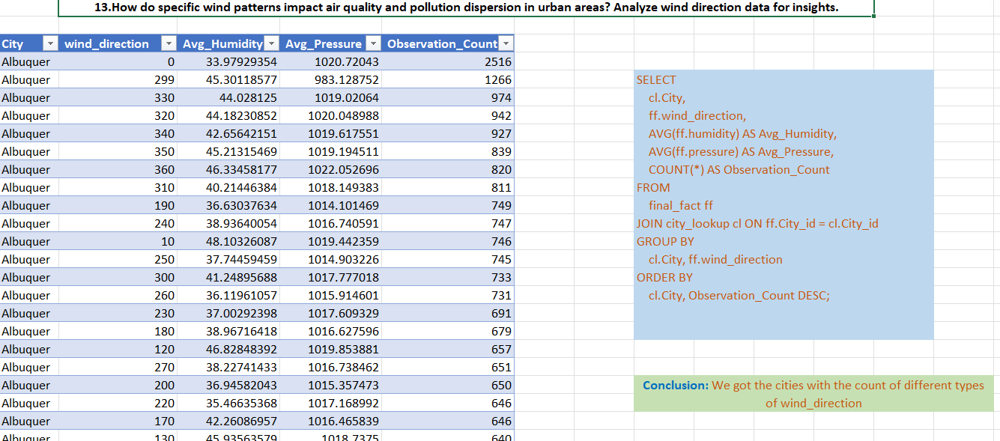 13.How do specific wind patterns impact air quality and pollution dispersion in urban areas? Analyze wind direction data for insights.
City wind_direction Avg_Humidity Avg_Pressure Observation_Count
Albuquer 0 33.97929354 1020.72043 2516
Albuquer 299 45.30118577 983.128752 1266
Albuquer 330 44.028125 1019.02064 974
Albuquer 320 44.18230852 1020.048988 942
Albuquer 340 42.65642151 1019.617551 927
Albuquer 350 45.21315469 1019.194511 839
Albuquer 360 46.33458177 1022.052696 820
Albuquer 310 40.21446384 1018.149383 811
Albuquer 190 36.63037634 1014.101469 749
Albuquer 240 38.93640054 1016.740591 747
Albuquer 10 48.10326087 1019.442359 746
Albuquer 250 37.74459459 1014.903226 745
Albuquer 300 41.24895688 1017.777018 733
Albuquer 260 36.11961057 1015.914601 731
Albuquer 230 37.00292398 1017.609329 691
Albuquer 180 38.96716418 1016.627596 679
Albuquer 120 46.82848392 1019.853881 657
Albuquer 270 38.22741433 1016.738462 651
Albuquer 200 36.94582043 1015.357473 650
Albuquer 220 35.46635368 1017.168992 646
Albuquer 170 42.26086957 1016.465839 646
Albuquer 130 45.93563579 1018.7375 640
SELECT
cl.City,
ff.wind_direction,
AVG(ff.humidity) AS Avg_Humidity,
AVG(ff.pressure) AS Avg_Pressure,
COUNT(*) AS Observation_Count
FROM
final_fact ff
JOIN city_lookup cl ON ff.City_id = cl.City_id
GROUP BY
cl.City, ff.wind_direction
ORDER BY
cl.City, Observation_Count DESC;
Conclusion: We got the cities with the count of different types
of wind_direction